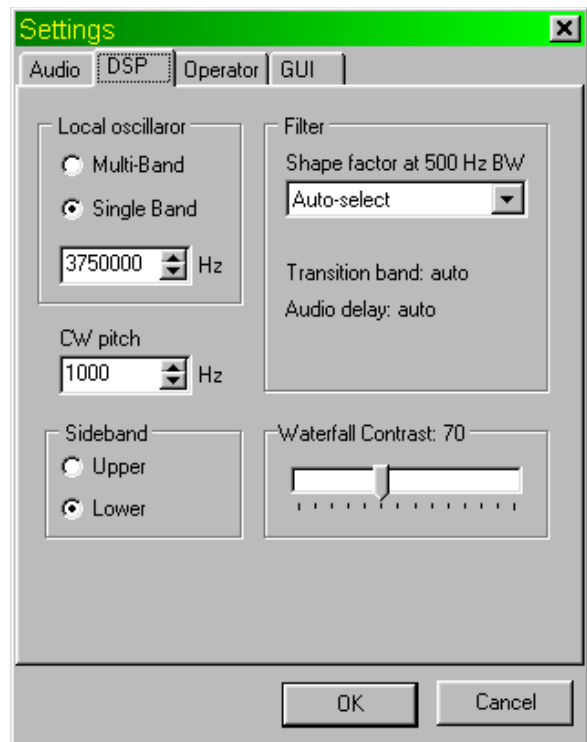 Settings
Audio DSP Operator GUI
Local oscillaror
Multi-Band
Single Band
3750000 Hz
CW pitch
1000 Hz
Sideband
Upper
Lower
Filter
Shape factor at 500 Hz BW
Auto-select
Transition band: auto
Audio delay: auto
Waterfall Contrast: 70
OK Cancel